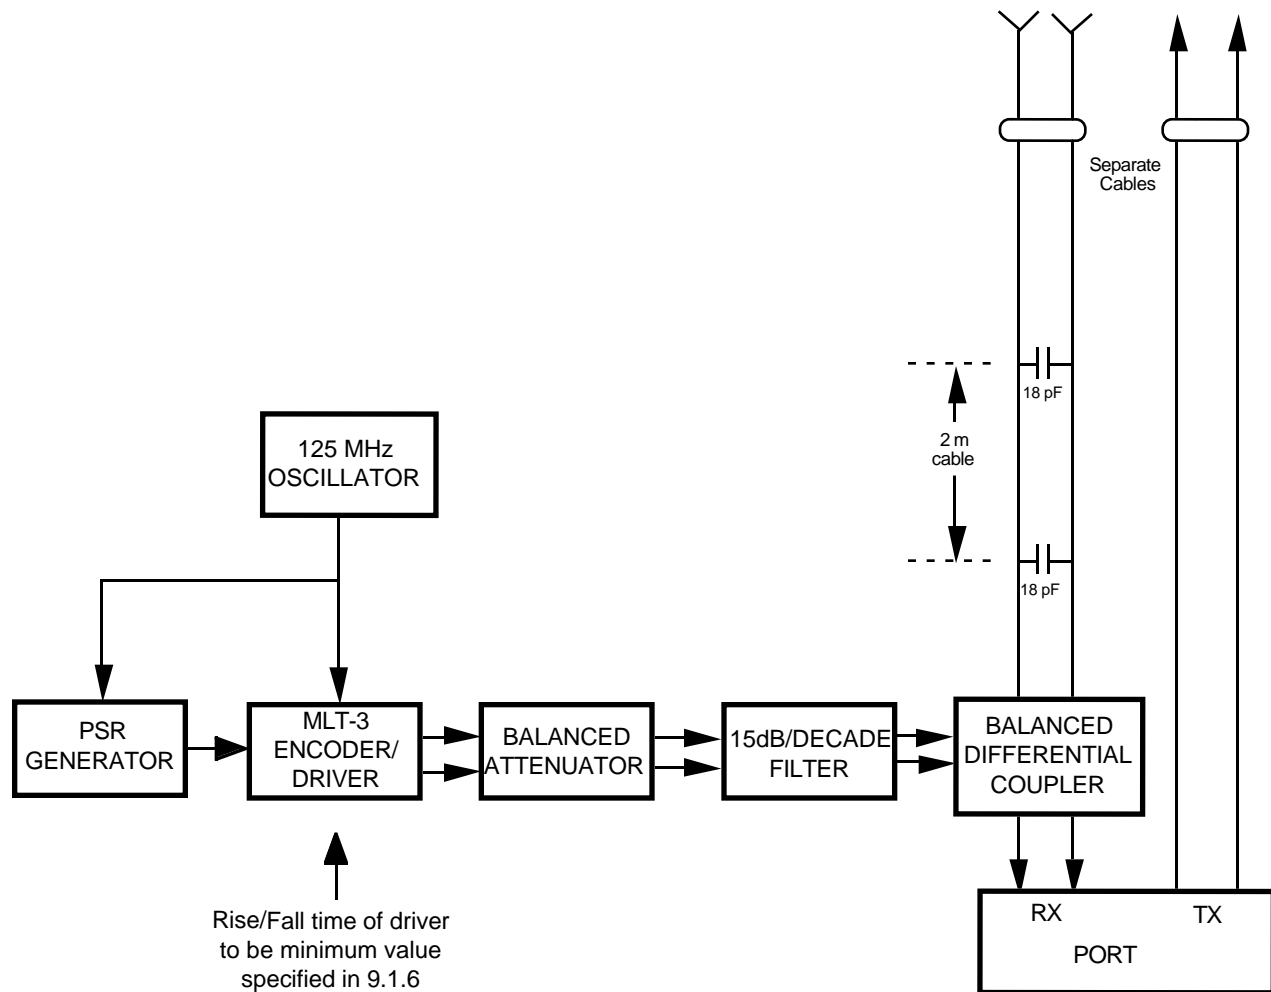 Separate
Cables
18 pF
2 m
cable
18 pF
125 MHz
OSCILLATOR
PSR
GENERATOR
MLT-3
ENCODER/
DRIVER
BALANCED
ATTENUATOR
15dB/DECADE
FILTER
BALANCED
DIFFERENTIAL
COUPLER
Rise/Fall time of driver
to be minimum value
specified in 9.1.6
RX
TX
PORT